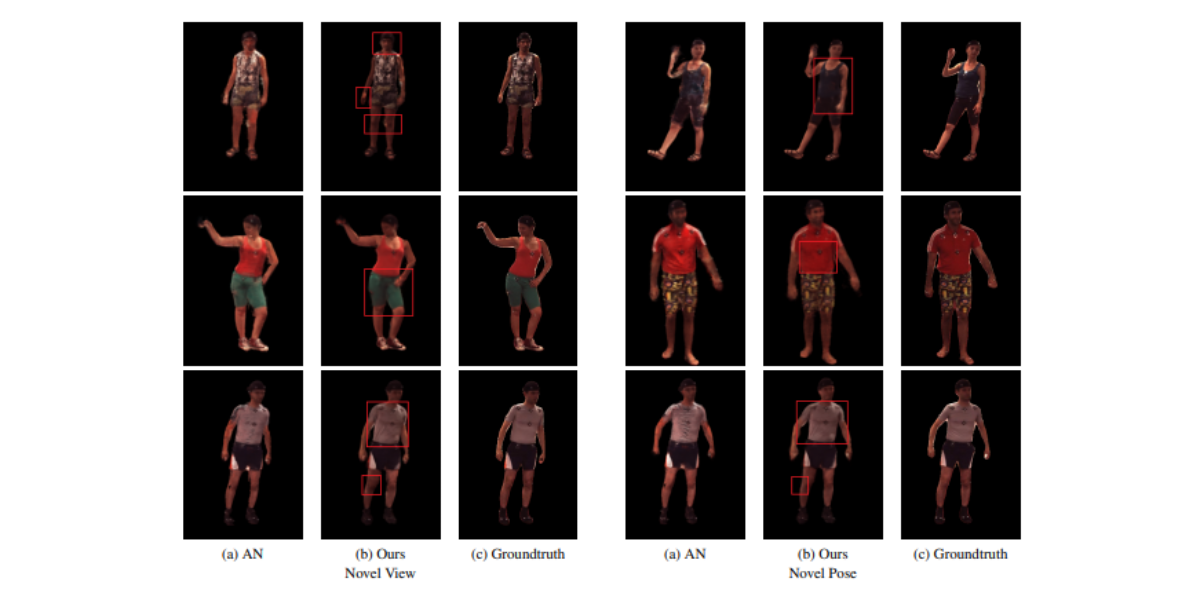 (a) AN
(b) Ours
(c) Groundtruth
Novel View
(a) AN
(b) Ours
(c) Groundtruth
Novel Pose